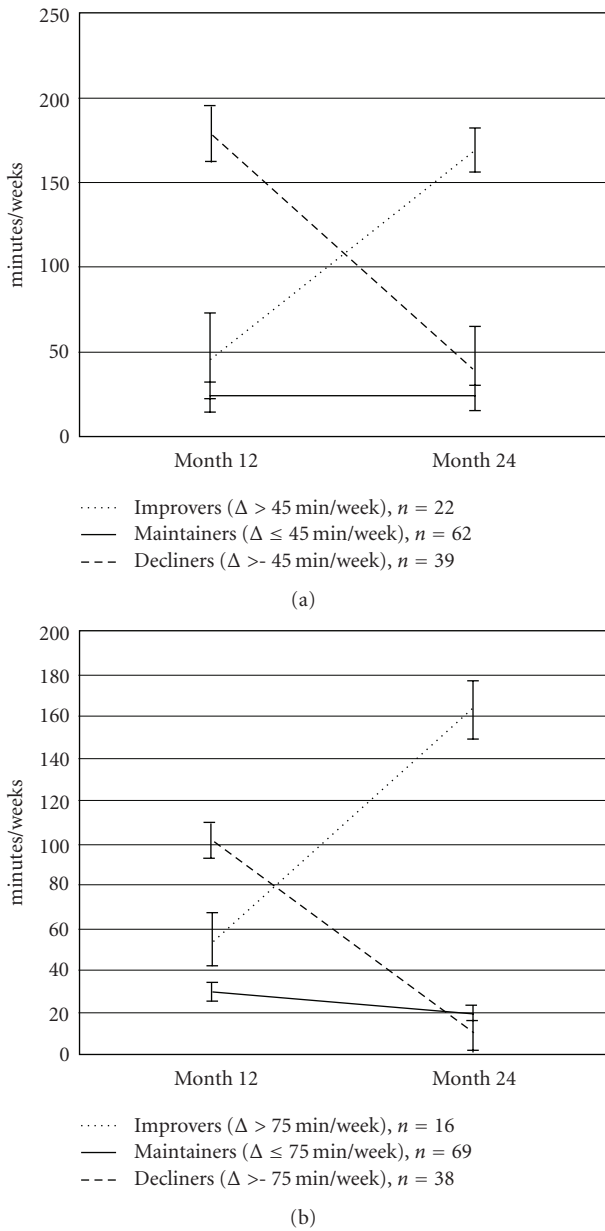 250
200
150
100
50
0
minutes/weeks
Month 12 Month 24
Improvers (Δ > 45 min/week), n = 22
Maintainers (Δ ≤ 45 min/week), n = 62
Decliners (Δ >- 45 min/week), n = 39
(a)
200
180
160
140
120
100
80
60
40
20
0
minutes/weeks
Month 12 Month 24
Improvers (Δ > 75 min/week), n = 16
Maintainers (Δ ≤ 75 min/week), n = 69
Decliners (Δ >- 75 min/week), n = 38
(b)